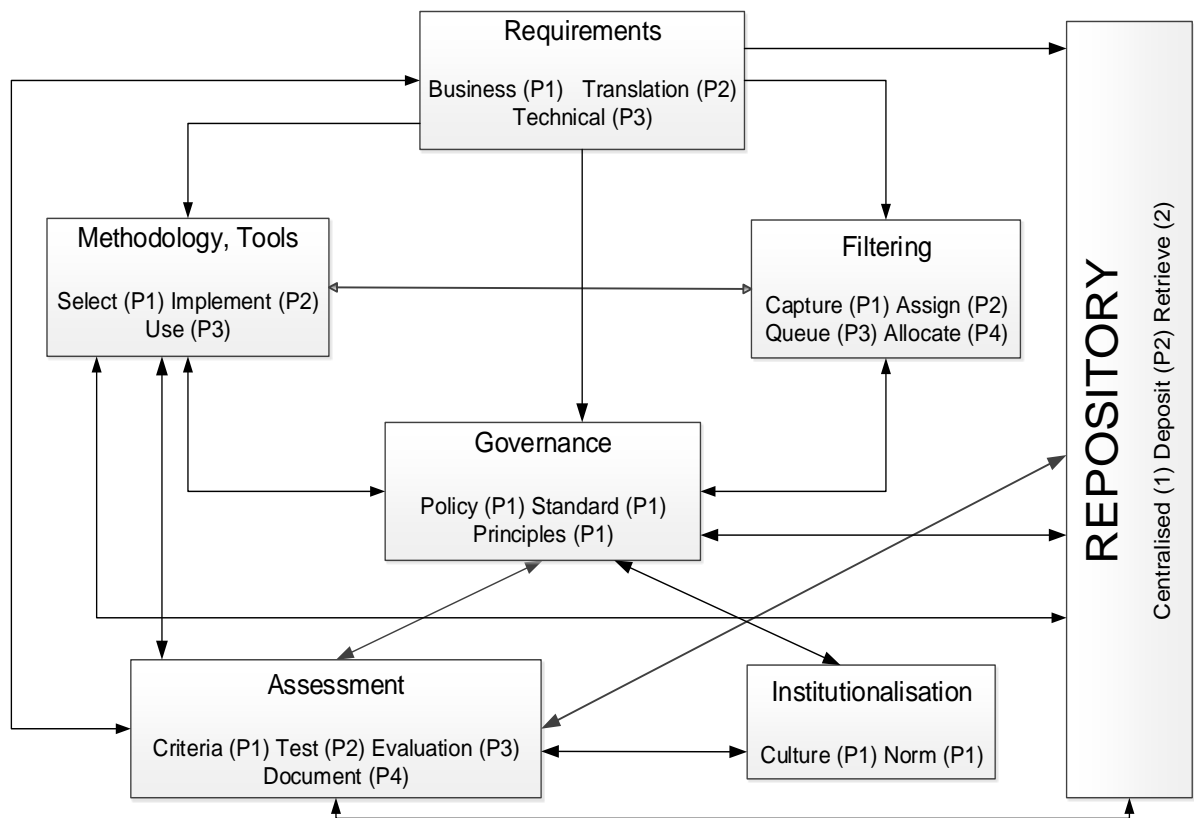 Requirements
Business (P1) Translation (P2)
Technical (P3)
Methodology, Tools
Select (P1) Implement (P2)
Use (P3)
Filtering
Capture (P1) Assign (P2)
Queue (P3) Allocate (P4)
Governance
Policy (P1) Standard (P1)
Principles (P1)
Assessment
Criteria (P1) Test (P2) Evaluation (P3)
Document (P4)
Institutionalisation
Culture (P1) Norm (P1)
REPOSITORY
Centralised (1) Deposit (P2) Retrieve (2)